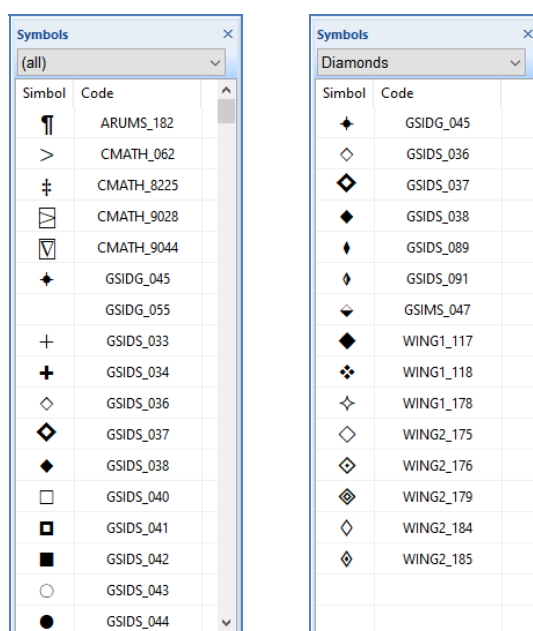 Symbols
(all)
Simbol Code
¶ ARUMS_182
> CMATH_062
‡ CMATH_8225
CMATH_9028
CMATH_9044
GSIDG_045
GSIDG_055
GSIDS_033
GSIDS_034
GSIDS_036
GSIDS_037
GSIDS_038
GSIDS_040
GSIDS_041
GSIDS_042
GSIDS_043
GSIDS_044
Symbols
Diamonds
Simbol Code
GSIDG_045
GSIDS_036
GSIDS_037
GSIDS_038
GSIDS_089
GSIDS_091
GSIMS_047
WING1_117
WING1_118
WING1_178
WING2_175
WING2_176
WING2_179
WING2_184
WING2_185